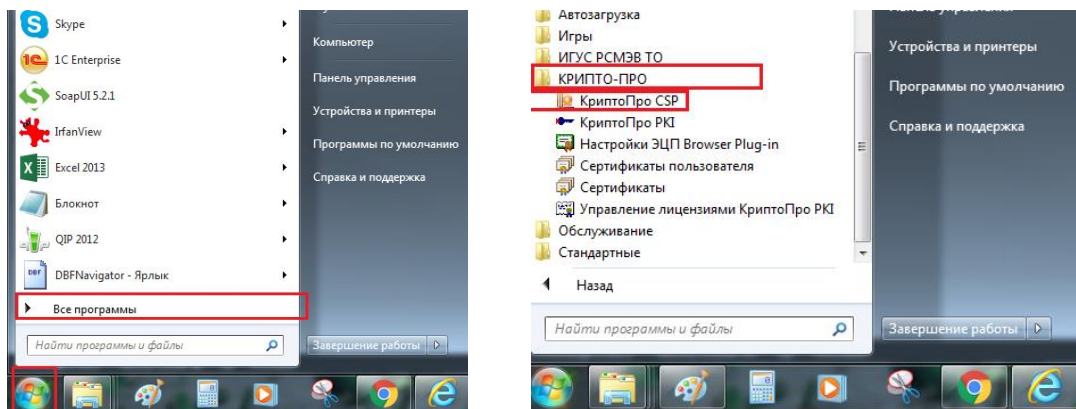 Skype
1C Enterprise
SoapUI 5.2.1
IrfanView
Excel 2013
Блокнот
QIP 2012
DBF
DBFNavigator - Ярлык
Все программы
Найти программы и файлы
Компьютер
Панель управления
Устройства и принтеры
Программы по умолчанию
Справка и поддержка
Завершение работы
Автозагрузка
Игры
ИГУС РСМЭВ ТО
КРИПТО-ПРО
КриптоПро CSP
КриптоПро PKI
Настройки ЭЦП Browser Plug-in
Сертификаты пользователя
Сертификаты
Управление лицензиями КриптоПро PKI
Обслуживание
Стандартные
Назад
Найти программы и файлы
Устройства и принтеры
Программы по умолчанию
Справка и поддержка
Завершение работы